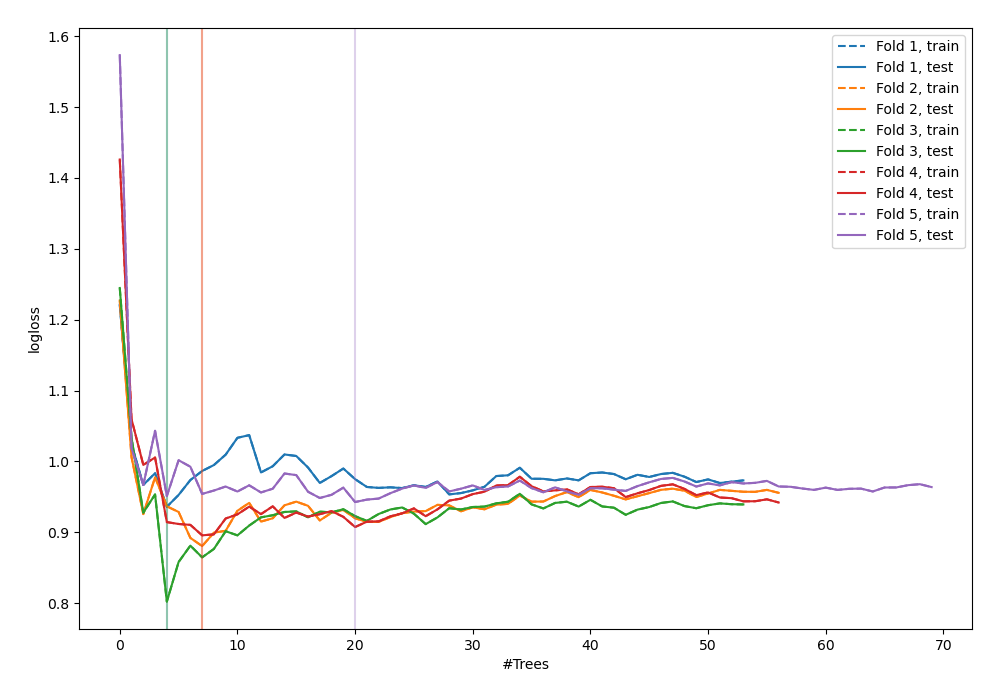 1.6
1.5
1.4
1.3
1.2
1.1
1.0
0.9
0.8
logloss
0 10 20 30 40 50 60 70
#Trees
Fold 1, train
Fold 1, test
Fold 2, train
Fold 2, test
Fold 3, train
Fold 3, test
Fold 4, train
Fold 4, test
Fold 5, train
Fold 5, test